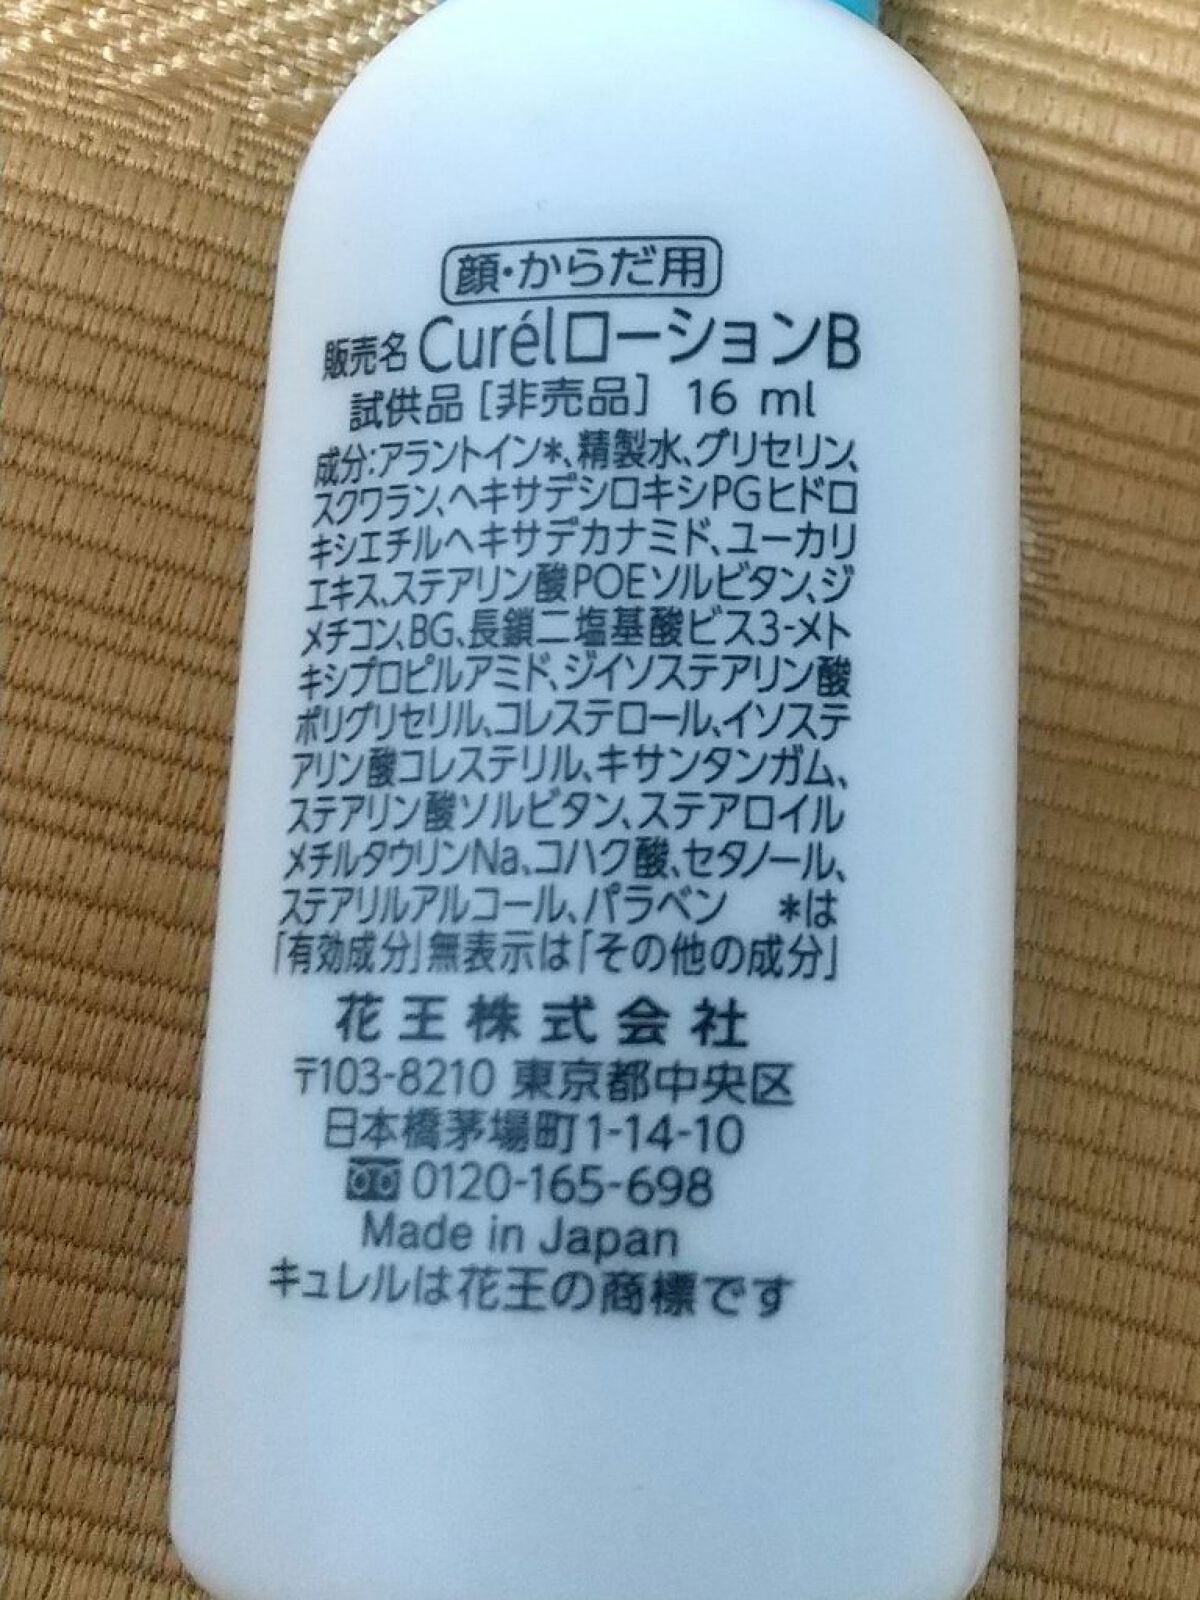 顔・からだ用
販売名 CurélローションB
試供品［非売品］ 16 ml
成分：アラントイン*、精製水、グリセリン、
スクワラン、ヘキサデシロキシPGヒドロ
キシエチルヘキサデカナミド、ユーカリ
エキス、ステアリン酸POEソルビタン、ジ
メチコン、BG、長鎖二塩基酸ビス3-メト
キシプロピルアミド、ジイソステアリン酸
ポリグリセリル、コレステロール、イソステ
アリン酸コレステリル、キサンタンガム、
ステアリン酸ソルビタン、ステアロイル
メチルタウリンNa、コハク酸、セタノール、
ステアリルアルコール、パラベン *は
「有効成分」無表示は「その他の成分」
花王株式会社
〒103-8210 東京都中央区
日本橋茅場町1-14-10
0120-165-698
Made in Japan
キュレルは花王の商標です